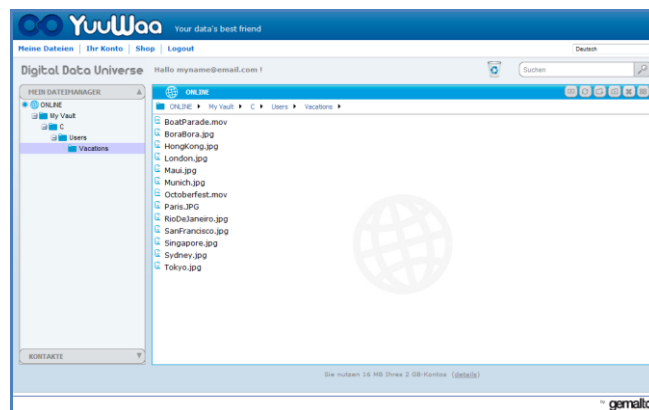 YuuWaa Your data's best friend
Meine Dateien | Ihr Konto | Shop | Logout
Deutsch
Digital Data Universe Hallo myname@email.com !
Suchen
MEIN DATEIMANAGER
ONLINE
My Vault
C
Users
Vacations
KONTAKTE
ONLINE
ONLINE My Vault C Users Vacations
BoatParade.mov
BoraBora.jpg
HongKong.jpg
London.jpg
Maui.jpg
Munich.jpg
Octoberfest.mov
Paris.JPG
RioDeJaneiro.jpg
SanFrancisco.jpg
Singapore.jpg
Sydney.jpg
Tokyo.jpg
Sie nutzen 16 MB Ihres 2 GB-Kontos (details)
by gemalto